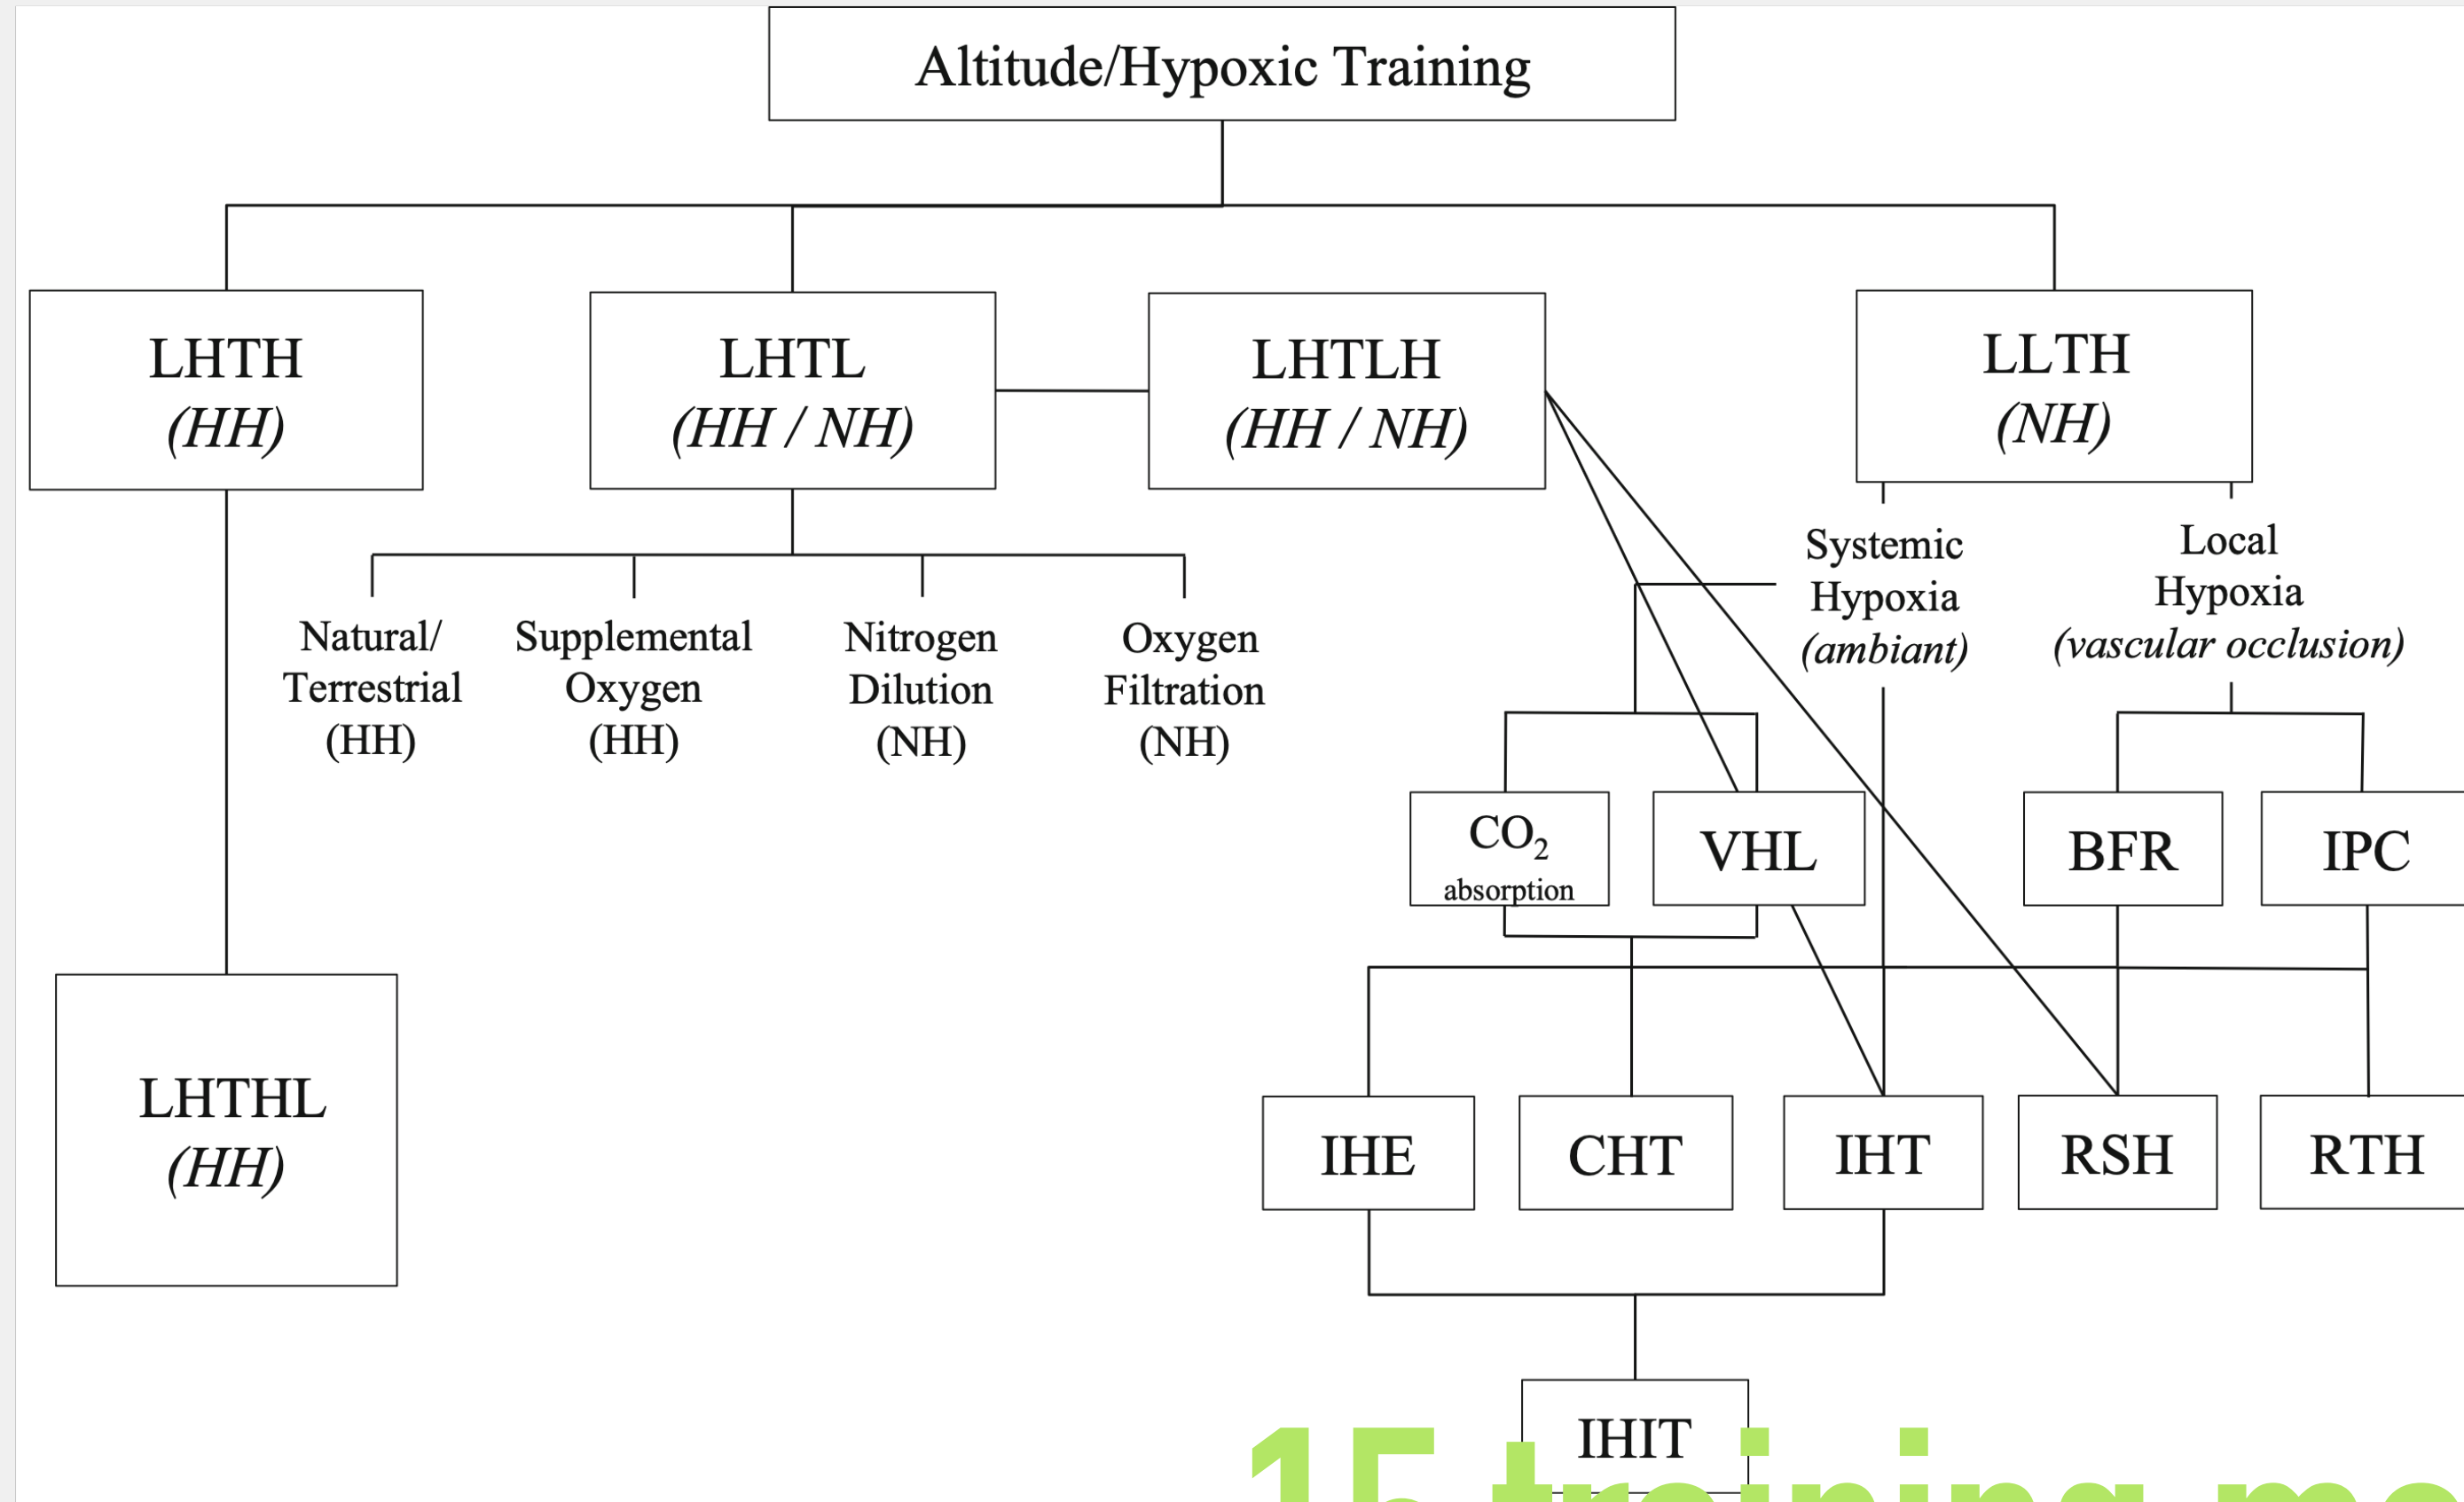 Altitude/Hypoxic Training
LHTH
(HH)
LHTL
(HH / NH)
LHTLH
(HH / NH)
LLTH
(NH)
Natural/
Terrestrial
(HH)
Supplemental
Oxygen
(HH)
Nitrogen
Dilution
(NH)
Oxygen
Filtration
(NH)
Systemic
Hypoxia
(ambiant)
Local
Hypoxia
(vascular occlusion)
CO₂
absorption
VHL
BFR
IPC
LHTHL
(HH)
IHE
CHT
IHT
RSH
RTH
IHIT
15 training